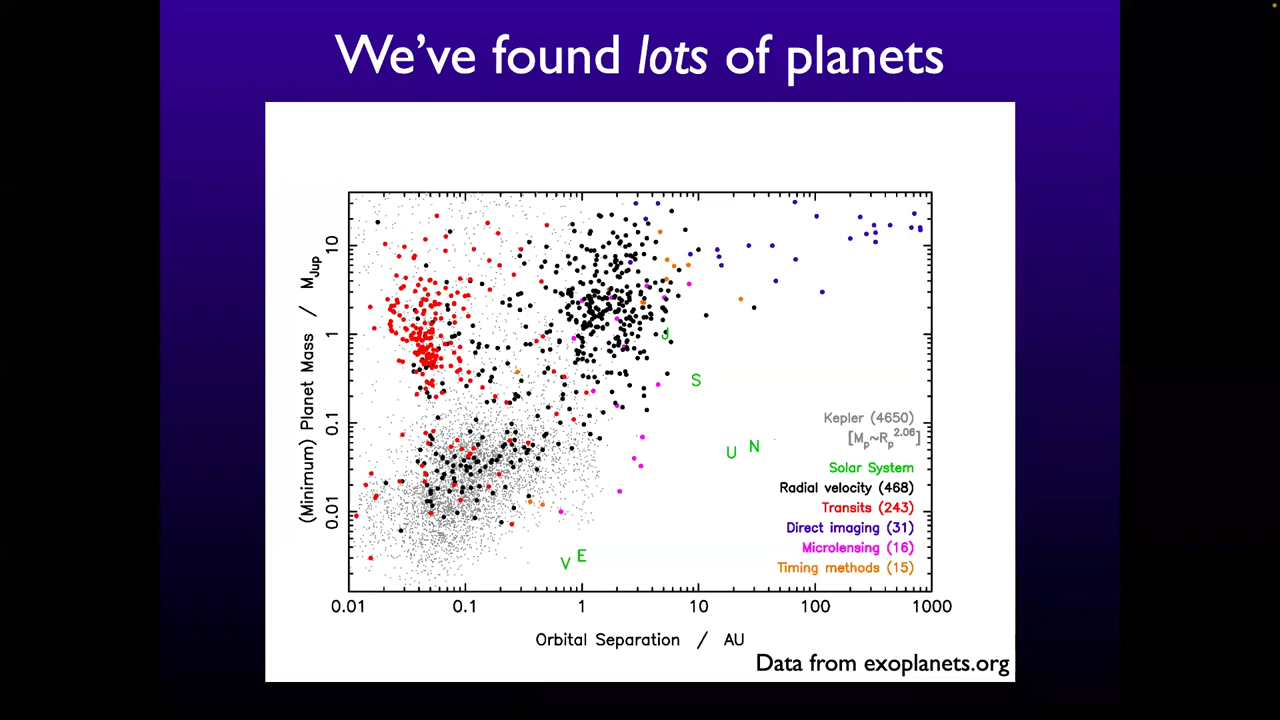 We've found lots of planets
(Minimum) Planet Mass / M_Jup
10
1
0.1
0.01
J
S
U N
V E
Kepler (4650)
[M_p~R_p^2.06]
Solar System
Radial velocity (468)
Transits (243)
Direct imaging (31)
Microlensing (16)
Timing methods (15)
0.01 0.1 1 10 100 1000
Orbital Separation / AU
Data from exoplanets.org